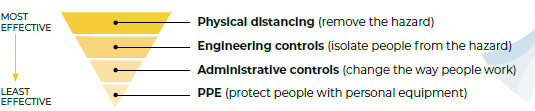 MOST
EFFECTIVE
Physical distancing (remove the hazard)
Engineering controls (isolate people from the hazard)
Administrative controls (change the way people work)
LEAST
EFFECTIVE
PPE (protect people with personal equipment)